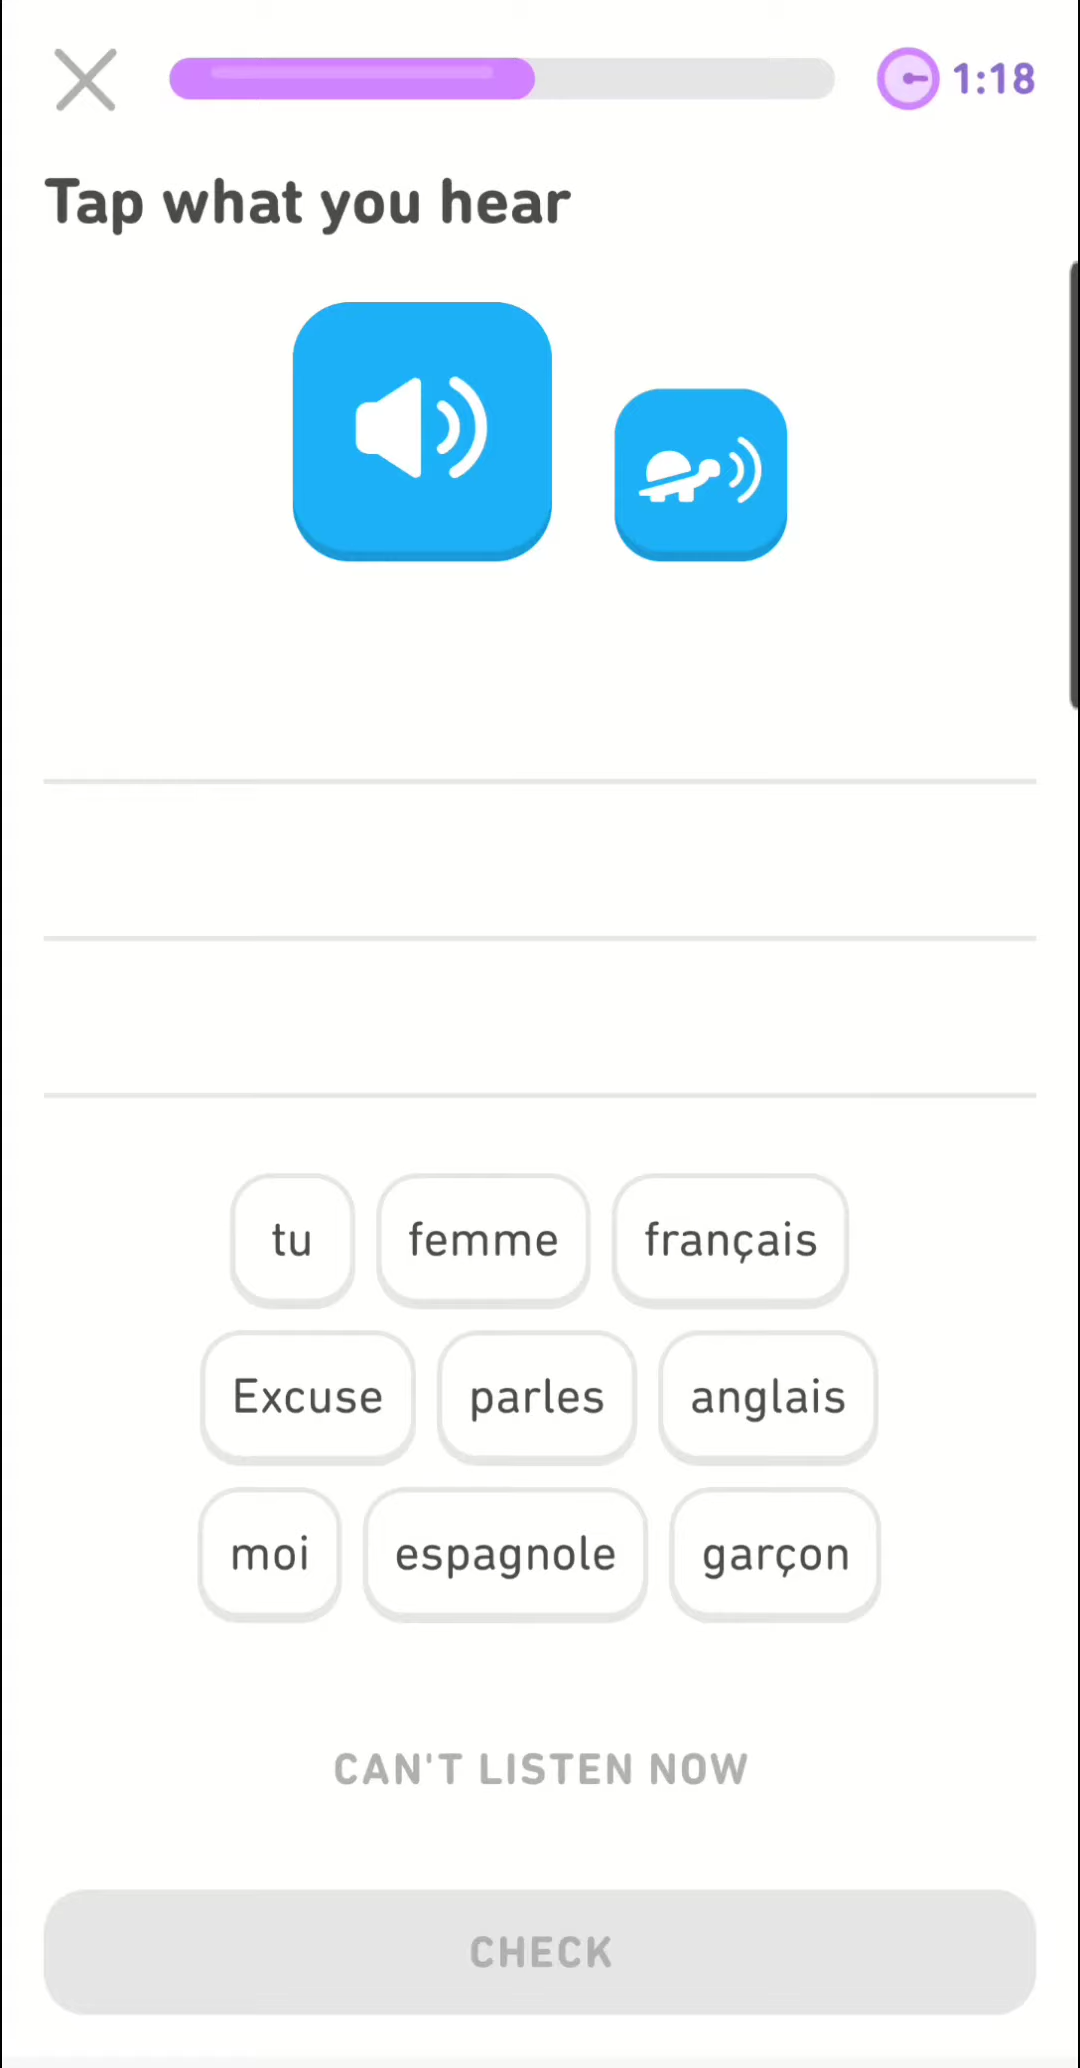 1:18
Tap what you hear
tu femme français
Excuse parles anglais
moi espagnole garçon
CAN'T LISTEN NOW
CHECK